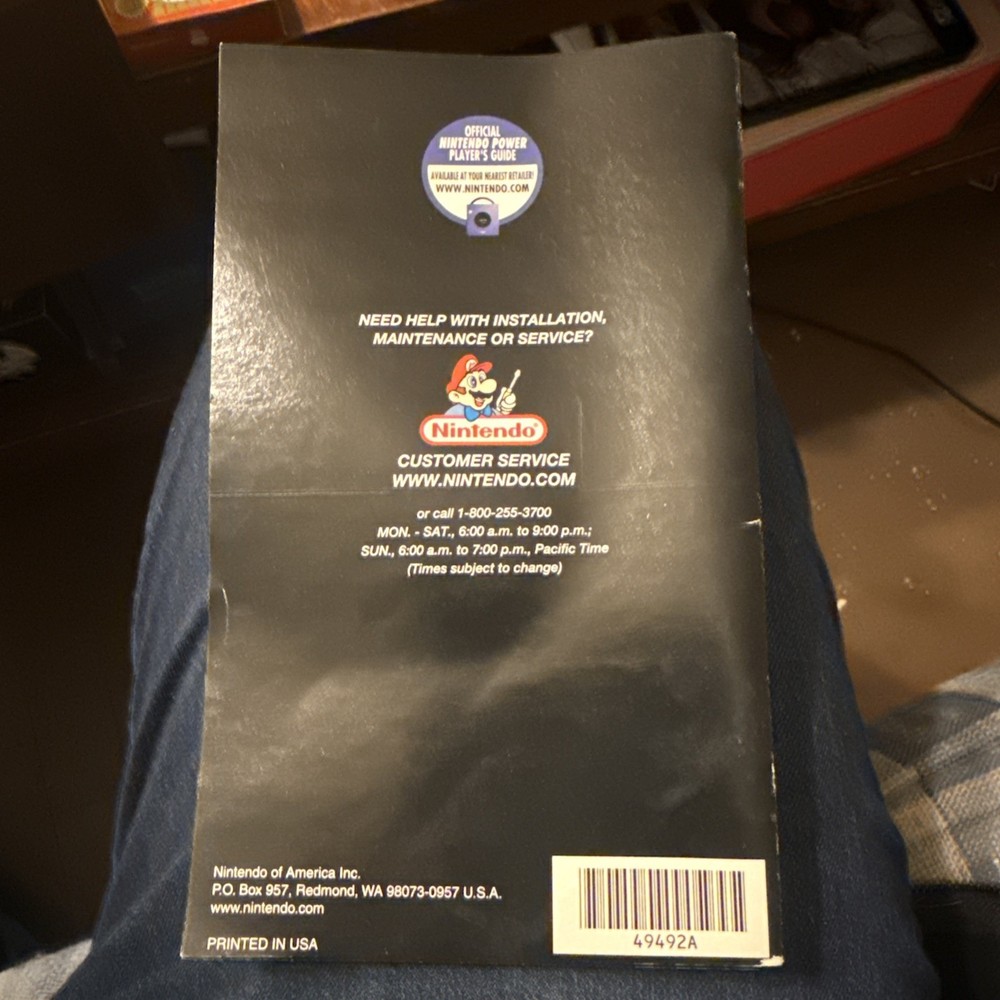 OFFICIAL
NINTENDO POWER
PLAYER'S GUIDE
AVAILABLE AT YOUR NEAREST RETAILER!
WWW.NINTENDO.COM
NEED HELP WITH INSTALLATION,
MAINTENANCE OR SERVICE?
Nintendo®
CUSTOMER SERVICE
WWW.NINTENDO.COM
or call 1-800-255-3700
MON. - SAT., 6:00 a.m. to 9:00 p.m.;
SUN., 6:00 a.m. to 7:00 p.m., Pacific Time
(Times subject to change)
Nintendo of America Inc.
P.O. Box 957, Redmond, WA 98073-0957 U.S.A.
www.nintendo.com
PRINTED IN USA
49492A